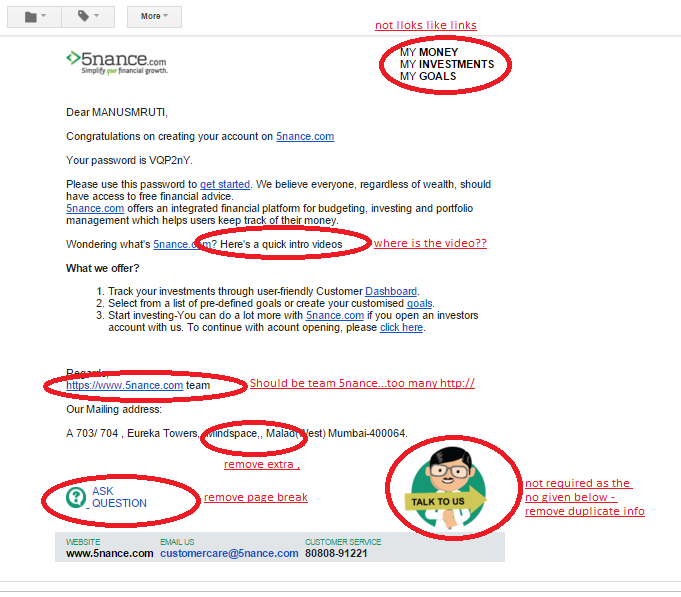 More
not lloks like links
5nance.com
Simplify your financial growth.
MY MONEY
MY INVESTMENTS
MY GOALS
Dear MANUSMRUTI,
Congratulations on creating your account on 5nance.com
Your password is VQP2nY.
Please use this password to get started. We believe everyone, regardless of wealth, should
have access to free financial advice.
5nance.com offers an integrated financial platform for budgeting, investing and portfolio
management which helps users keep track of their money.
Wondering what's 5nance.com? Here's a quick intro videos
where is the video??
What we offer?
1. Track your investments through user-friendly Customer Dashboard.
2. Select from a list of pre-defined goals or create your customised goals.
3. Start investing-You can do a lot more with 5nance.com if you open an investors
account with us. To continue with acount opening, please click here.
Regards,
https://www.5nance.com team
Should be team 5nance...too many http://
Our Mailing address:
A 703/ 704 , Eureka Towers,, Mindspace,, Malad(West) Mumbai-400064.
remove extra ,
ASK
QUESTION
remove page break
TALK TO US
not required as the
no given below -
remove duplicate info
WEBSITE EMAIL US CUSTOMER SERVICE
www.5nance.com customercare@5nance.com 80808-91221